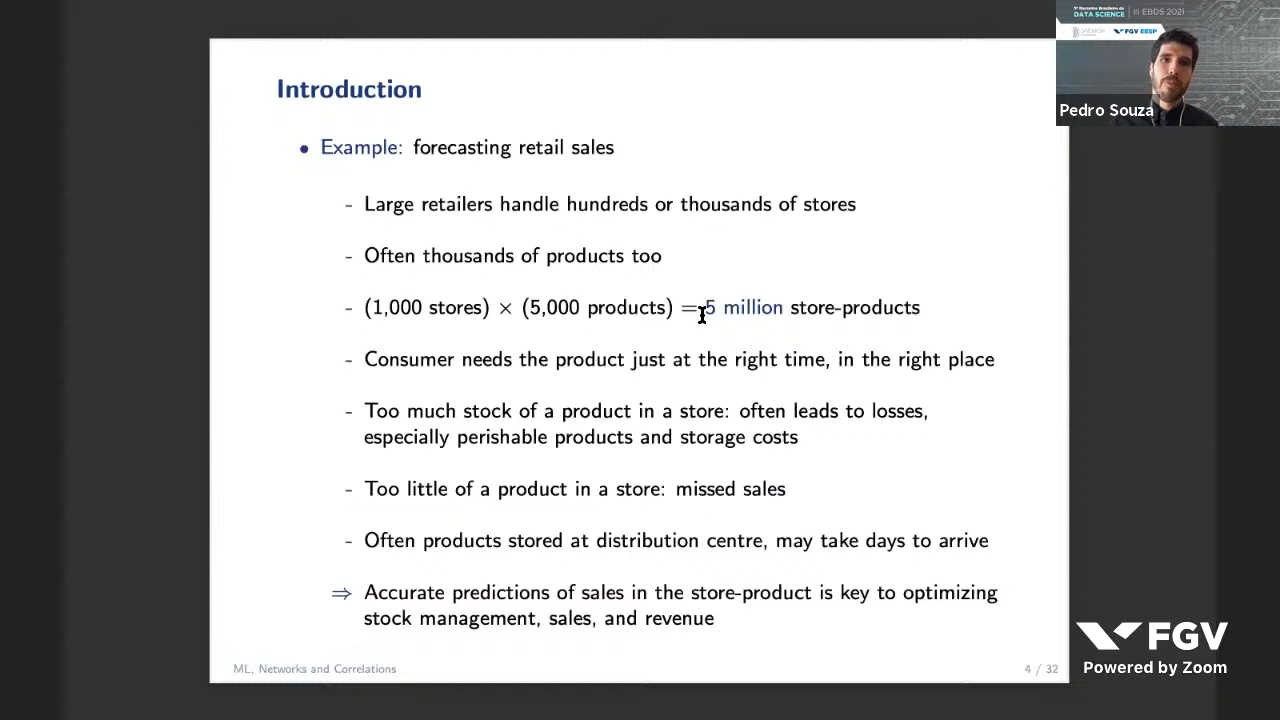 Introduction
• Example: forecasting retail sales
- Large retailers handle hundreds or thousands of stores
- Often thousands of products too
- (1,000 stores) × (5,000 products) = 5 million store-products
- Consumer needs the product just at the right time, in the right place
- Too much stock of a product in a store: often leads to losses,
especially perishable products and storage costs
- Too little of a product in a store: missed sales
- Often products stored at distribution centre, may take days to arrive
⇒ Accurate predictions of sales in the store-product is key to optimizing
stock management, sales, and revenue
ML, Networks and Correlations
4 / 32
DATA SCIENCE | III EBDS 2021
FGV EESP
Pedro Souza
FGV
Powered by Zoom